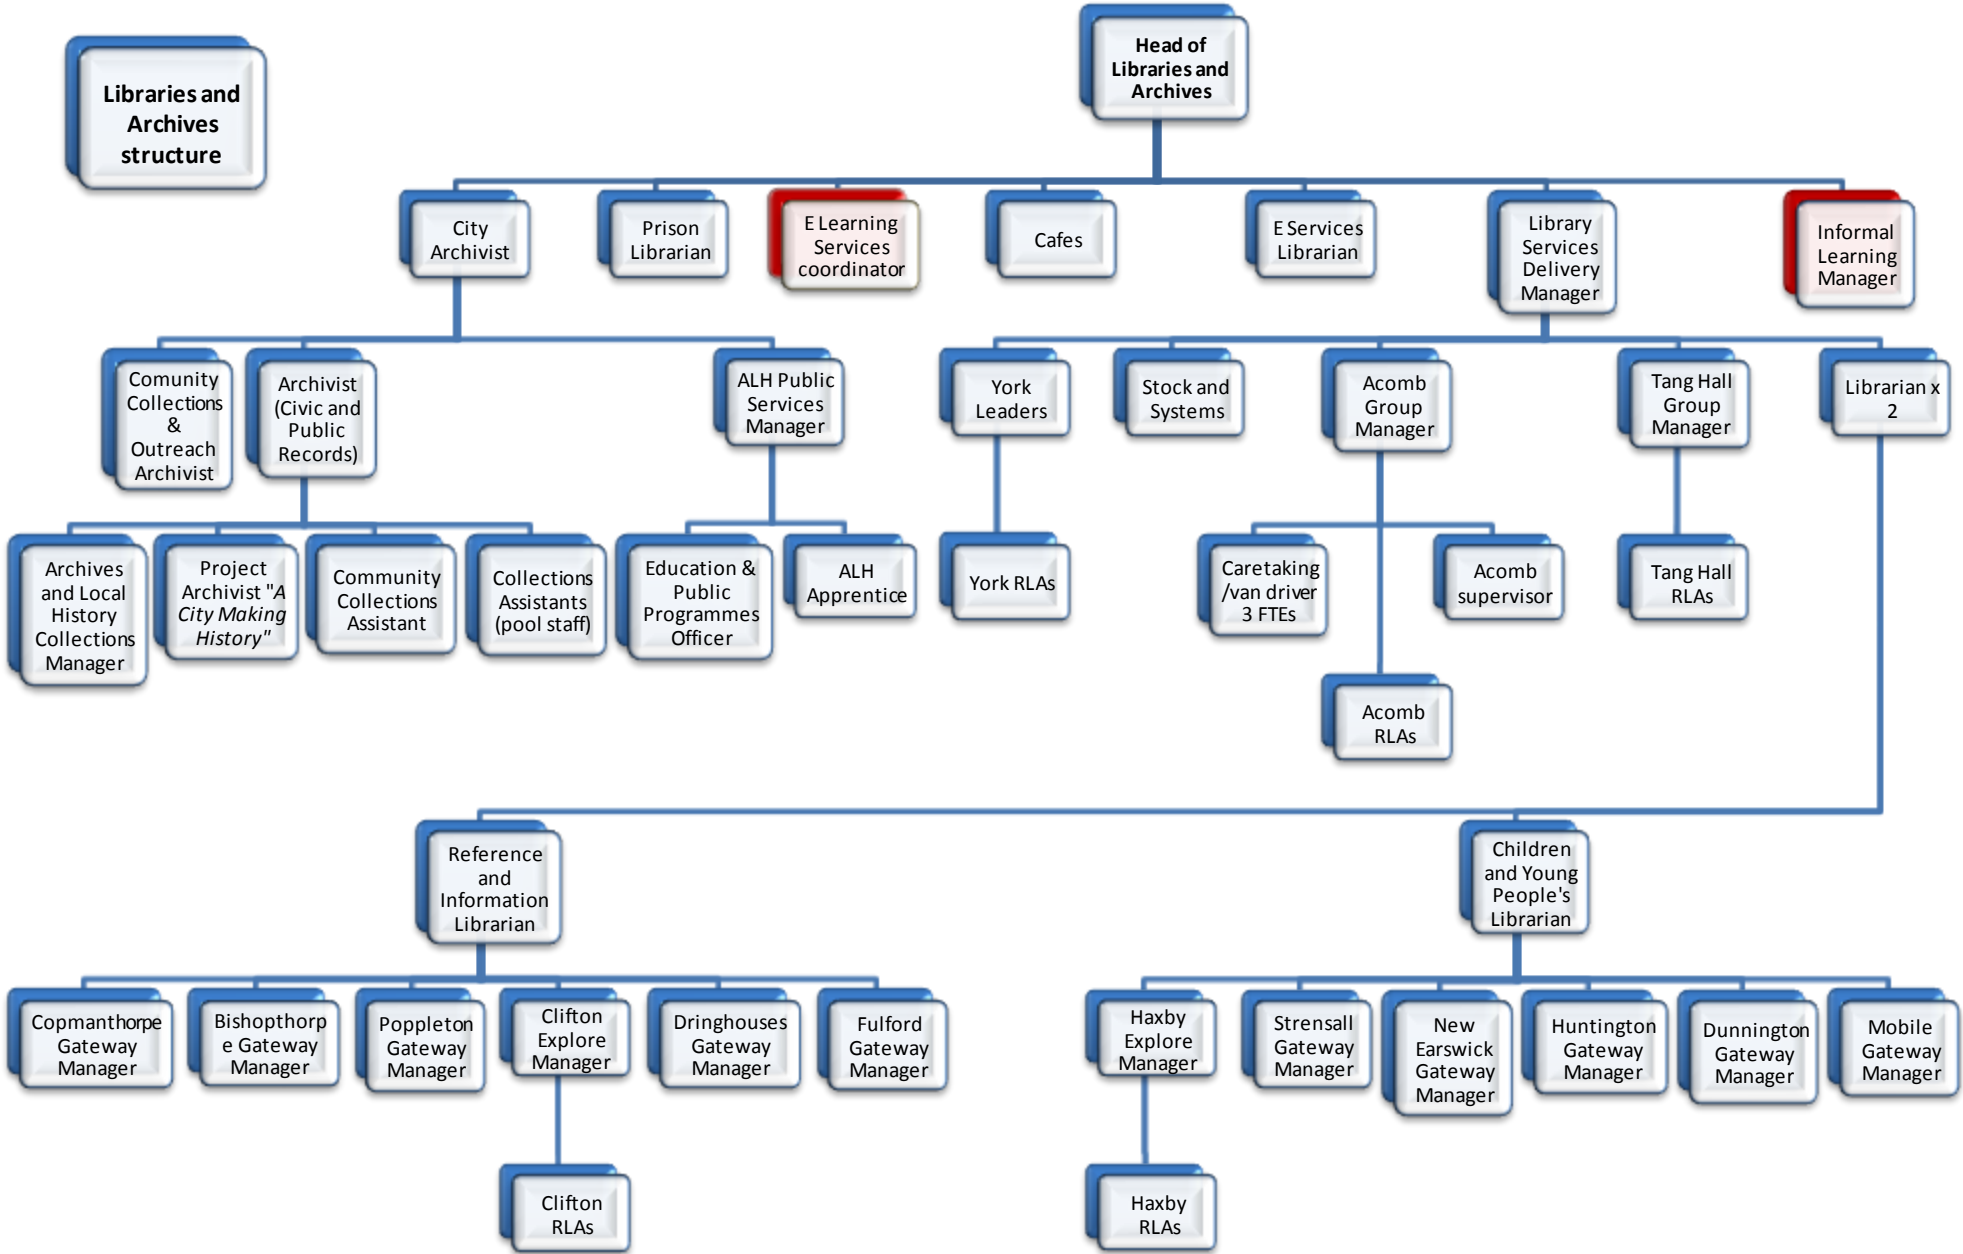 Libraries and
Archives
structure
Head of
Libraries and
Archives
City
Archivist
Prison
Librarian
E Learning
Services
coordinator
Cafes
E Services
Librarian
Library
Services
Delivery
Manager
Informal
Learning
Manager
Comunity
Collections
&
Outreach
Archivist
Archivist
(Civic and
Public
Records)
ALH Public
Services
Manager
York
Leaders
Stock and
Systems
Acomb
Group
Manager
Tang Hall
Group
Manager
Librarian x
2
Archives
and Local
History
Collections
Manager
Project
Archivist "A
City Making
History"
Community
Collections
Assistant
Collections
Assistants
(pool staff)
Education &
Public
Programmes
Officer
ALH
Apprentice
York RLAs
Caretaking
/van driver
3 FTEs
Acomb
supervisor
Tang Hall
RLAs
Acomb
RLAs
Reference
and
Information
Librarian
Children
and Young
People's
Librarian
Copmanthorpe
Gateway
Manager
Bishopthorp
e Gateway
Manager
Poppleton
Gateway
Manager
Clifton
Explore
Manager
Dringhouses
Gateway
Manager
Fulford
Gateway
Manager
Haxby
Explore
Manager
Strensall
Gateway
Manager
New
Earswick
Gateway
Manager
Huntington
Gateway
Manager
Dunnington
Gateway
Manager
Mobile
Gateway
Manager
Clifton
RLAs
Haxby
RLAs